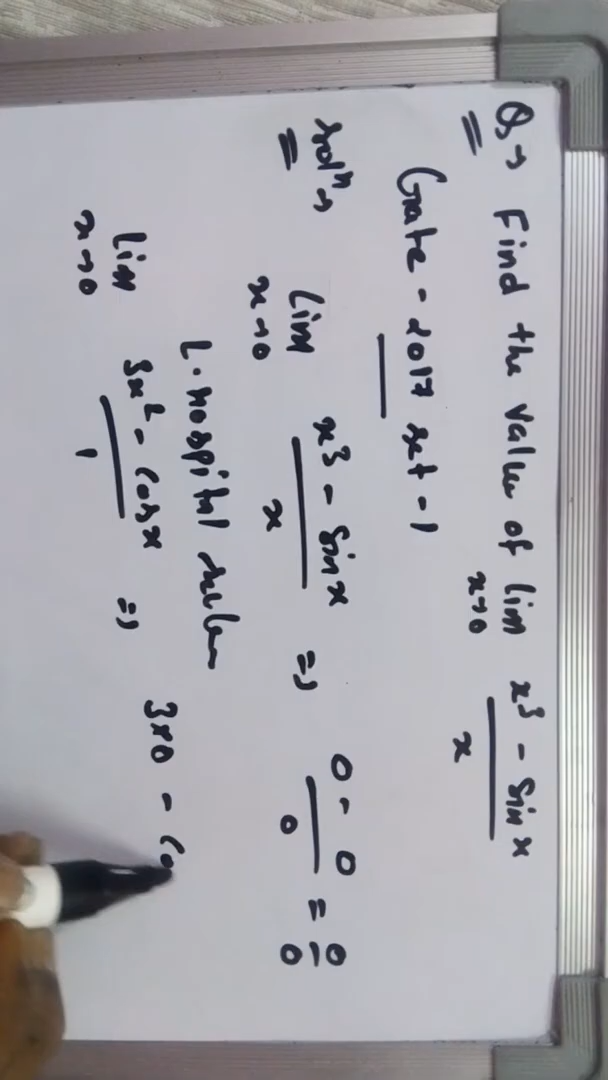 Q→ Find the value of lim x→0 x³ - sin x / x
Gate - 2017 set - 1
Solⁿ→
lim x→0 x³ - sin x / x => 0 - 0 / 0 = 0/0
L. Hospital
lim x→0 3x² - cos x / 1 => 3×0 - Co